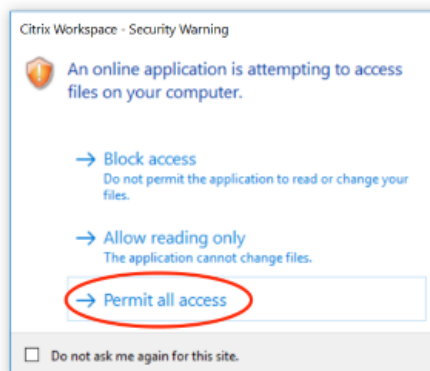 Citrix Workspace - Security Warning
An online application is attempting to access
files on your computer.
Block access
Do not permit the application to read or change your
files.
Allow reading only
The application cannot change files.
Permit all access
Do not ask me again for this site.